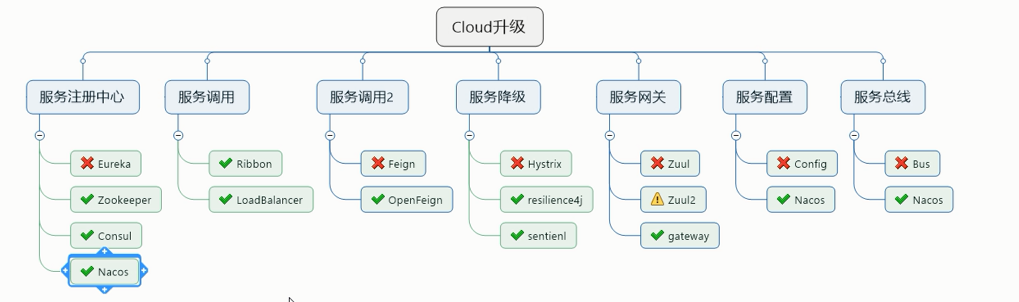 Cloud升级
服务注册中心
服务调用
服务调用2
服务降级
服务网关
服务配置
服务总线
Eureka
Zookeeper
Consul
Nacos
Ribbon
LoadBalancer
Feign
OpenFeign
Hystrix
resilience4j
sentienl
Zuul
Zuul2
gateway
Config
Nacos
Bus
Nacos